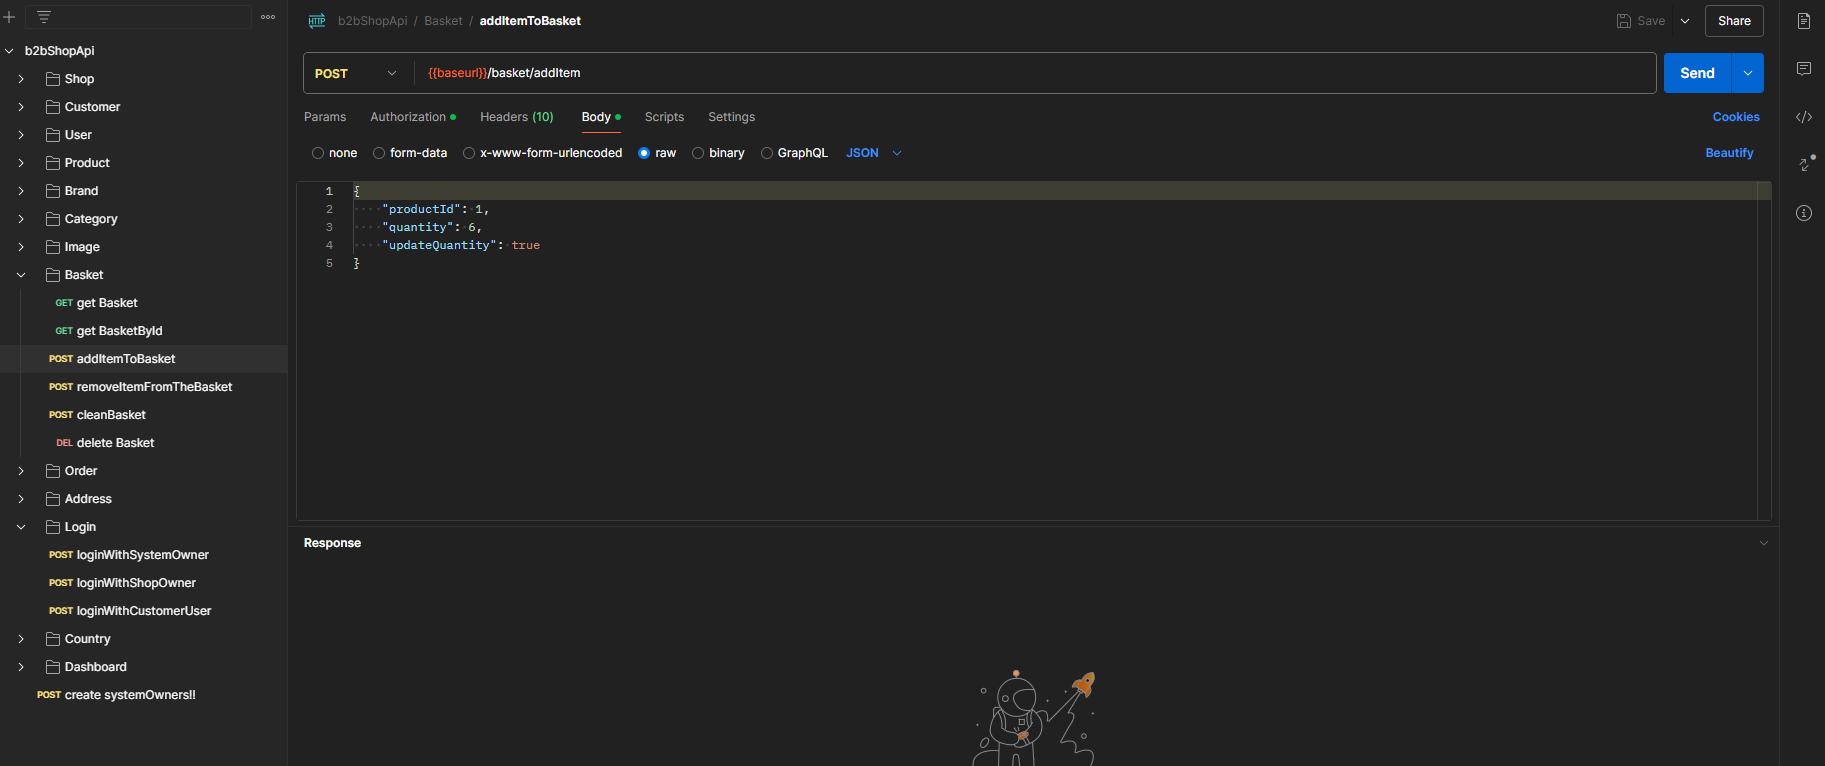 b2bShopApi
Shop
Customer
User
Product
Brand
Category
Image
Basket
GET get Basket
GET get BasketById
POST addItemToBasket
POST removeItemFromTheBasket
POST cleanBasket
DEL delete Basket
Order
Address
Login
POST loginWithSystemOwner
POST loginWithShopOwner
POST loginWithCustomerUser
Country
Dashboard
POST create systemOwners!!
HTTP b2bShopApi / Basket / addItemToBasket
Save
Share
POST {{baseurl}}/basket/addItem
Send
Params Authorization Headers (10) Body Scripts Settings
Cookies
none form-data x-www-form-urlencoded raw binary GraphQL JSON
Beautify
1 {
2 "productId": 1,
3 "quantity": 6,
4 "updateQuantity": true
5 }
Response